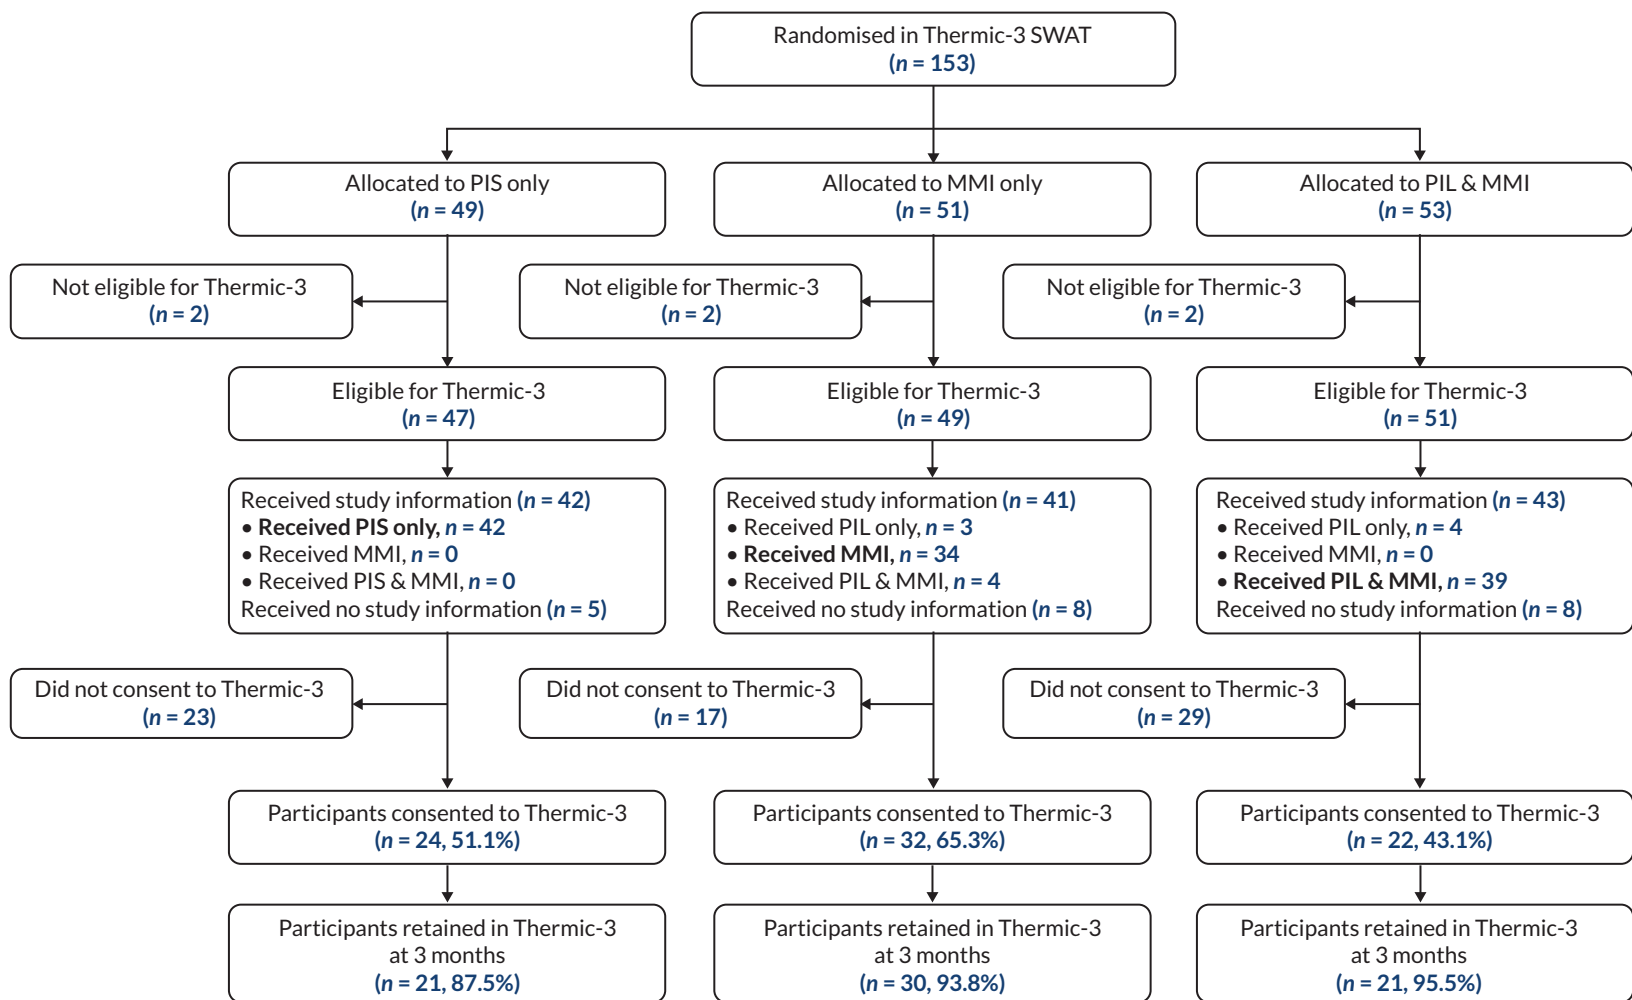 Randomised in Thermic-3 SWAT
(n = 153)
Allocated to PIS only
(n = 49)
Allocated to MMI only
(n = 51)
Allocated to PIL & MMI
(n = 53)
Not eligible for Thermic-3
(n = 2)
Not eligible for Thermic-3
(n = 2)
Not eligible for Thermic-3
(n = 2)
Eligible for Thermic-3
(n = 47)
Eligible for Thermic-3
(n = 49)
Eligible for Thermic-3
(n = 51)
Received study information (n = 42)
• Received PIS only, n = 42
• Received MMI, n = 0
• Received PIS & MMI, n = 0
Received no study information (n = 5)
Received study information (n = 41)
• Received PIL only, n = 3
• Received MMI, n = 34
• Received PIL & MMI, n = 4
Received no study information (n = 8)
Received study information (n = 43)
• Received PIL only, n = 4
• Received MMI, n = 0
• Received PIL & MMI, n = 39
Received no study information (n = 8)
Did not consent to Thermic-3
(n = 23)
Did not consent to Thermic-3
(n = 17)
Did not consent to Thermic-3
(n = 29)
Participants consented to Thermic-3
(n = 24, 51.1%)
Participants consented to Thermic-3
(n = 32, 65.3%)
Participants consented to Thermic-3
(n = 22, 43.1%)
Participants retained in Thermic-3
at 3 months
(n = 21, 87.5%)
Participants retained in Thermic-3
at 3 months
(n = 30, 93.8%)
Participants retained in Thermic-3
at 3 months
(n = 21, 95.5%)